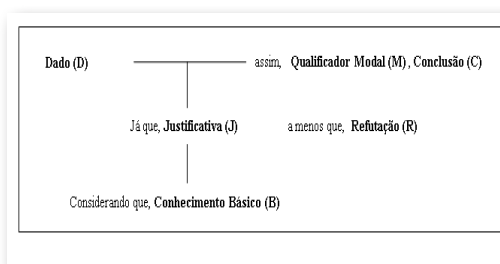 Dado (D) assim, Qualificador Modal (M), Conclusão (C)
Já que, Justificativa (J) a menos que, Refutação (R)
Considerando que, Conhecimento Básico (B)